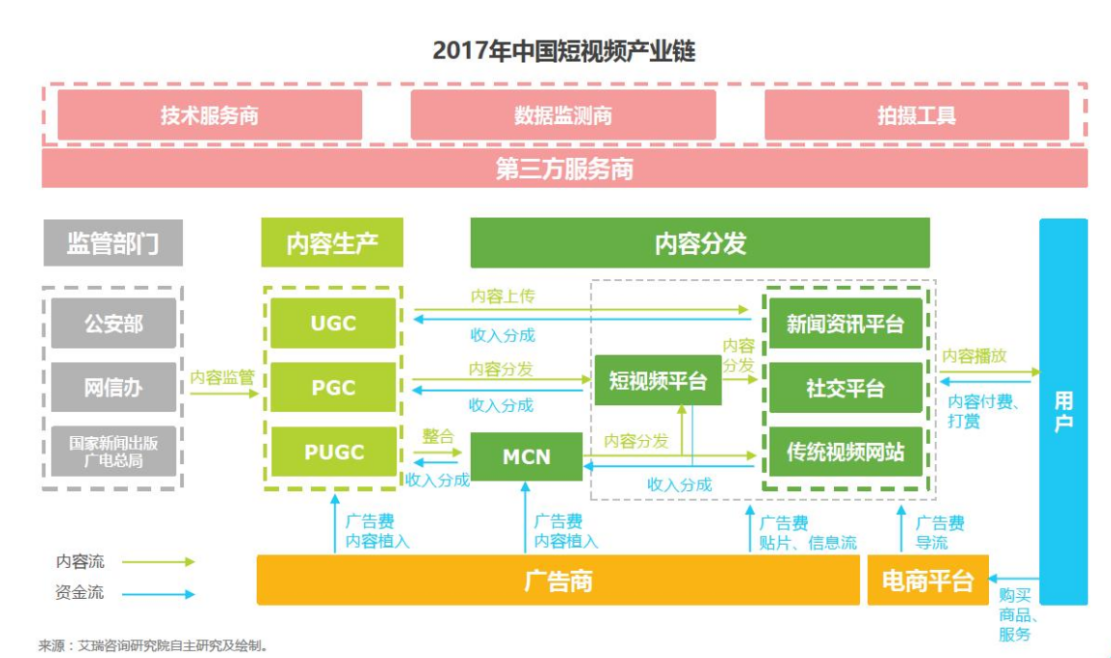 2017年中国短视频产业链
技术服务商
数据监测商
拍摄工具
第三方服务商
监管部门
内容生产
内容分发
公安部
网信办
国家新闻出版
广电总局
内容监管
UGC
PGC
PUGC
内容上传
收入分成
内容分发
收入分成
整合
收入分成
MCN
短视频平台
内容
分发
内容分发
收入分成
新闻资讯平台
社交平台
传统视频网站
内容播放
内容付费、
打赏
用
户
广告费
内容植入
广告费
内容植入
广告费
贴片、信息流
广告费
导流
内容流
资金流
广告商
电商平台
购买
商品、
服务
来源：艾瑞咨询研究院自主研究及绘制。